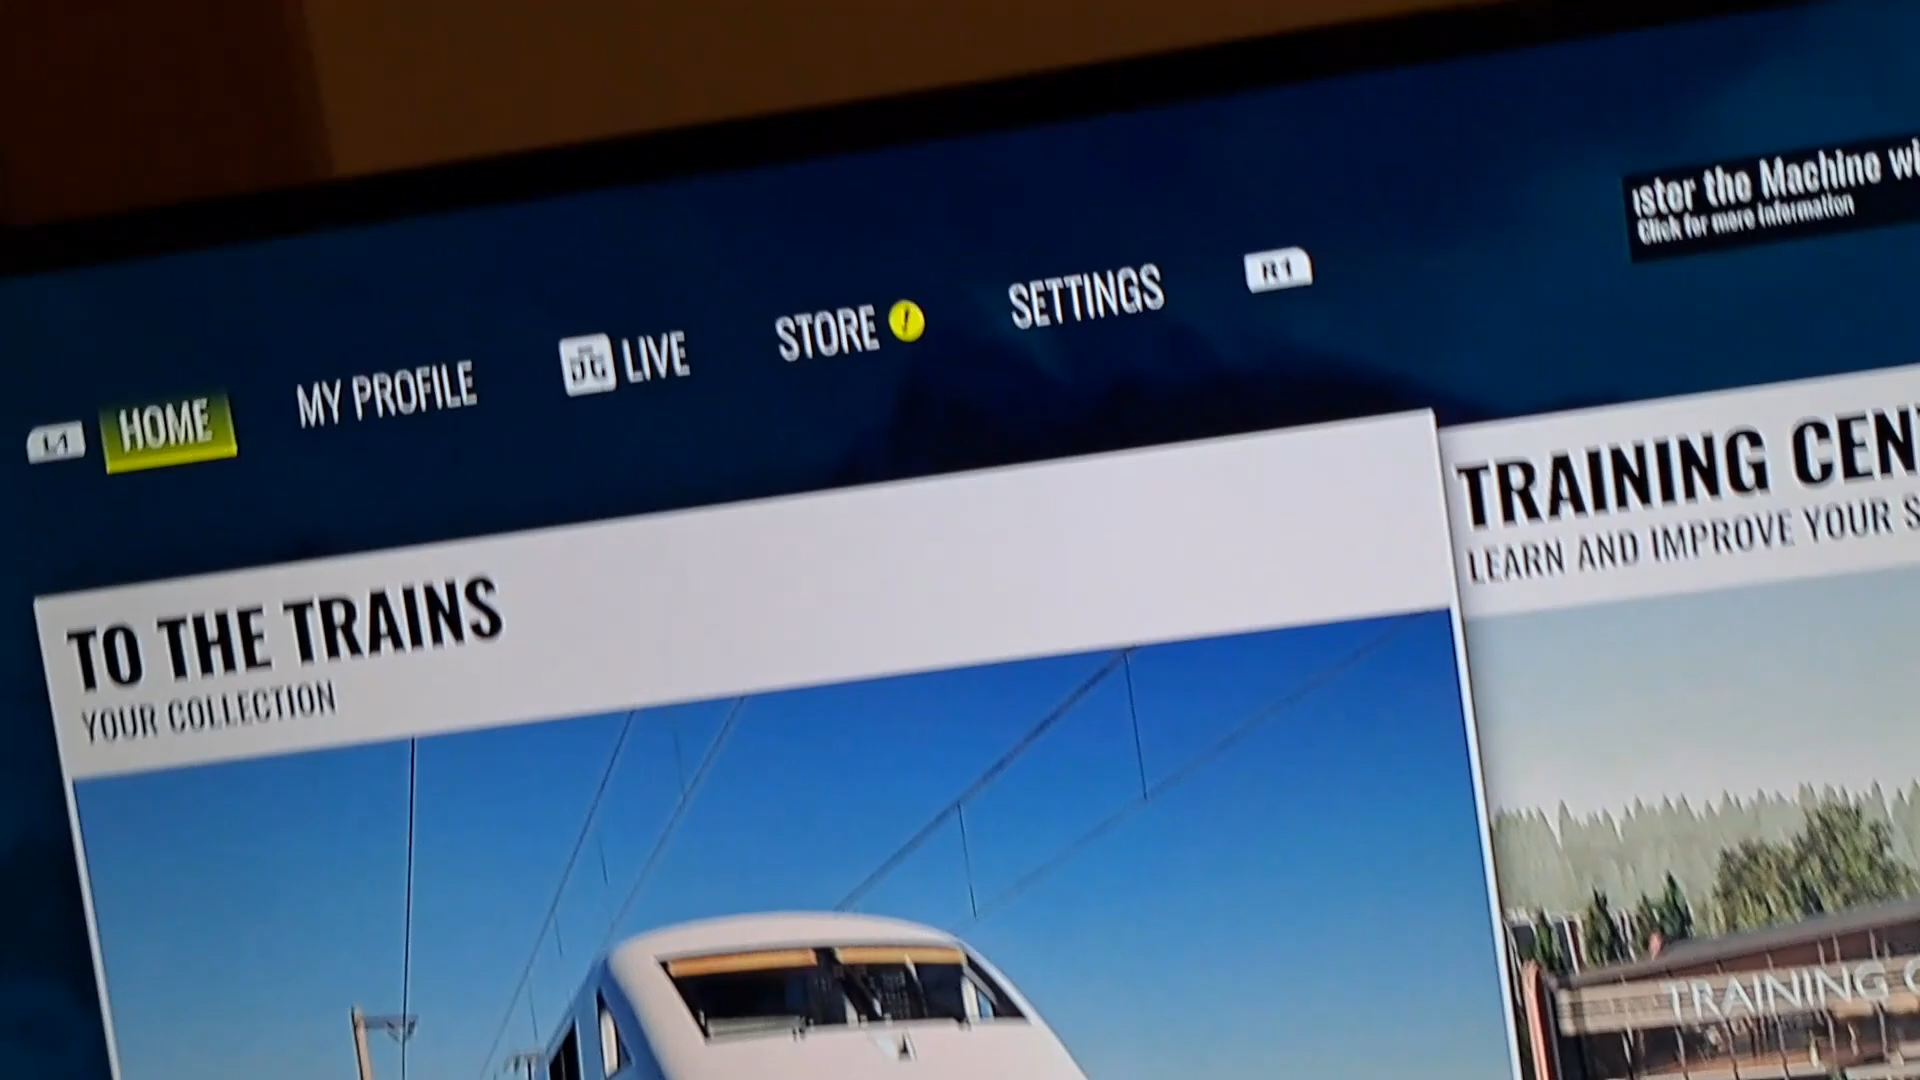 ister the Machine wi
Click for more information
L1 HOME MY PROFILE DTG LIVE STORE ! SETTINGS R1
TO THE TRAINS
YOUR COLLECTION
TRAINING CEN
LEARN AND IMPROVE YOUR S
TRAINING C